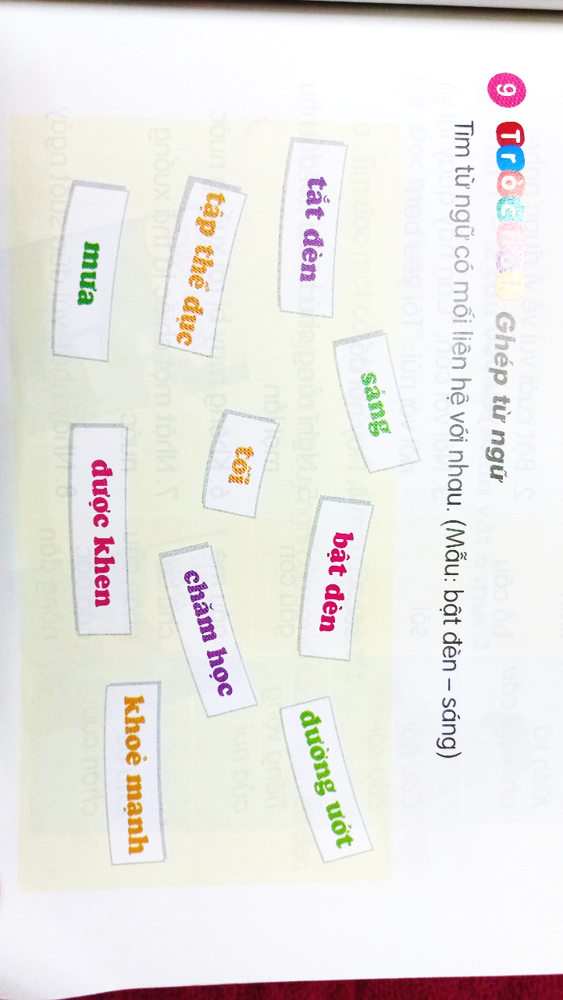 9 Trò chơi Ghép từ ngữ
Tìm từ ngữ có mối liên hệ với nhau. (Mẫu: bật đèn – sáng)
sáng
tắt đèn
bật đèn
đường ướt
tập thể dục
tối
chăm học
mưa
được khen
khoẻ mạnh